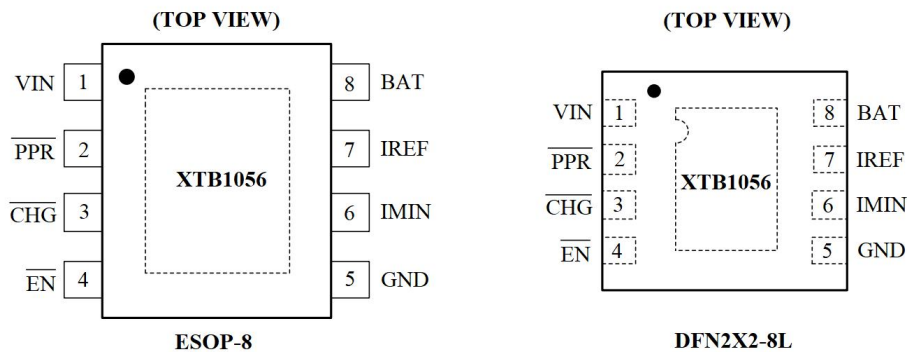 (TOP VIEW)
VIN 1 8 BAT
PPR 2 7 IREF
XTB1056
CHG 3 6 IMIN
EN 4 5 GND
ESOP-8
(TOP VIEW)
VIN 1 8 BAT
PPR 2 7 IREF
XTB1056
CHG 3 6 IMIN
EN 4 5 GND
DFN2X2-8L